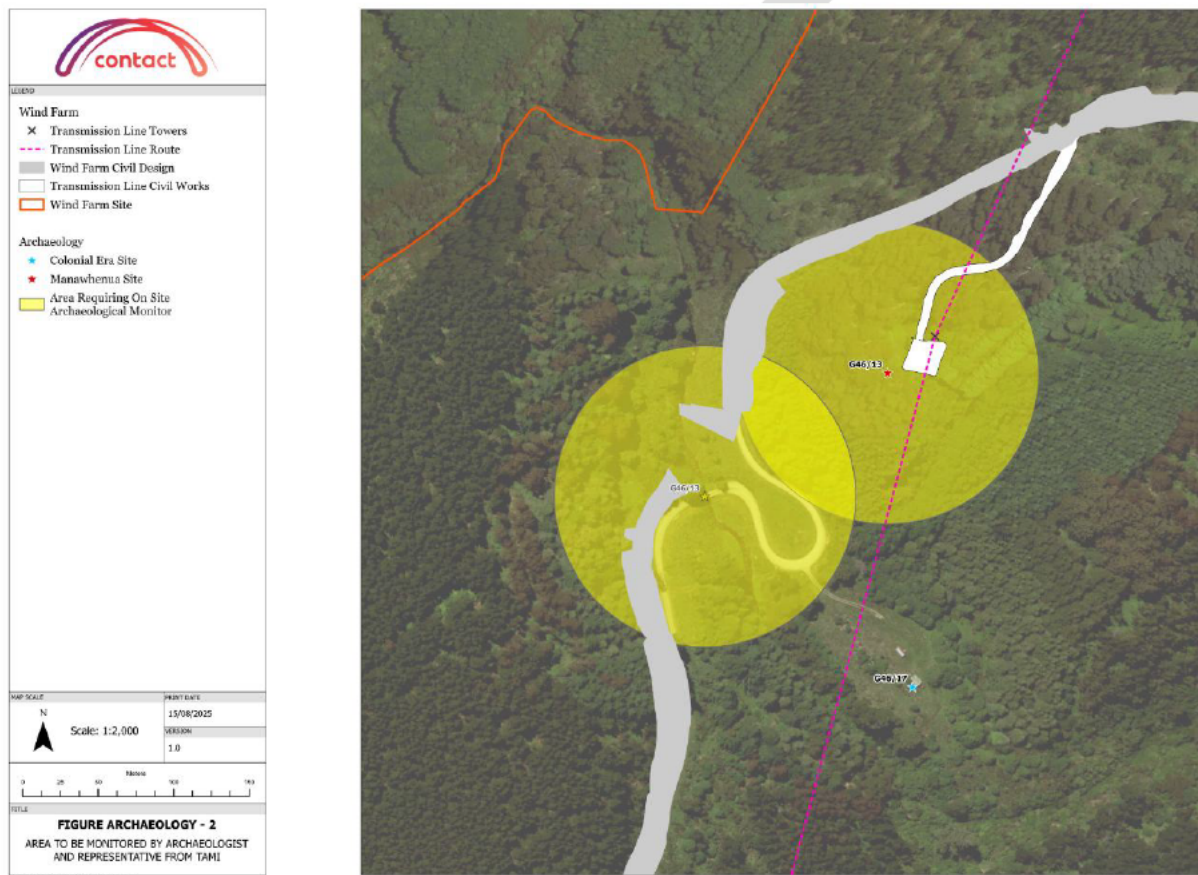 contact
LEGEND
Wind Farm
Transmission Line Towers
Transmission Line Route
Wind Farm Civil Design
Transmission Line Civil Works
Wind Farm Site
Archaeology
Colonial Era Site
Manawhenua Site
Area Requiring On Site
Archaeological Monitor
MAP SCALE
N
Scale: 1:2,000
PRINT DATE
15/08/2025
VERSION
1.0
Meters
0 25 50 100 150
TITLE
FIGURE ARCHAEOLOGY - 2
AREA TO BE MONITORED BY ARCHAEOLOGIST
AND REPRESENTATIVE FROM TAMI
G46/13
G46/13
G46/17